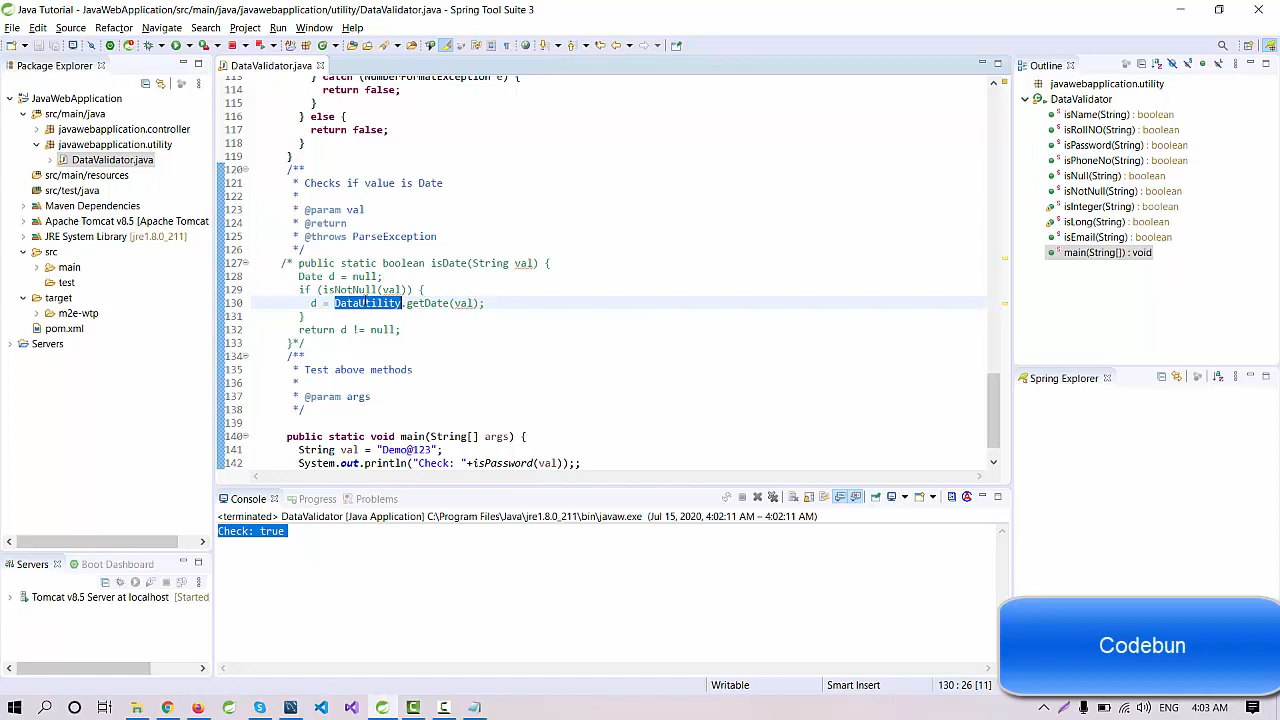 Java Tutorial - JavaWebApplication/src/main/java/javawebapplication/utility/DataValidator.java - Spring Tool Suite 3
File Edit Source Refactor Navigate Search Project Run Window Help
Package Explorer
JavaWebApplication
src/main/java
javawebapplication.controller
javawebapplication.utility
DataValidator.java
src/main/resources
src/test/java
Maven Dependencies
Apache Tomcat v8.5 [Apache Tomcat
JRE System Library [jre1.8.0_211]
src
main
test
target
m2e-wtp
pom.xml
Servers
DataValidator.java
113 } catch (NumberFormatException e) {
114 return false;
115 }
116 } else {
117 return false;
118 }
119 }
120 /**
121 * Checks if value is Date
122 *
123 * @param val
124 * @return
125 * @throws ParseException
126 */
127 /* public static boolean isDate(String val) {
128 Date d = null;
129 if (isNotNull(val)) {
130 d = DataUtility.getDate(val);
131 }
132 return d != null;
133 }*/
134 /**
135 * Test above methods
136 *
137 * @param args
138 */
139
140 public static void main(String[] args) {
141 String val = "Demo@123";
142 System.out.println("Check: "+isPassword(val));;
Outline
javawebapplication.utility
DataValidator
isName(String) : boolean
isRollNO(String) : boolean
isPassword(String) : boolean
isPhoneNo(String) : boolean
isNull(String) : boolean
isNotNull(String) : boolean
isInteger(String) : boolean
isLong(String) : boolean
isEmail(String) : boolean
main(String[]) : void
Spring Explorer
Servers Boot Dashboard
Tomcat v8.5 Server at localhost [Started
Console Progress Problems
<terminated> DataValidator [Java Application] C:\Program Files\Java\jre1.8.0_211\bin\javaw.exe (Jul 15, 2020, 4:02:11 AM – 4:02:11 AM)
Check: true
Codebun
Writable Smart Insert 130 : 26 [11]
ENG 4:03 AM